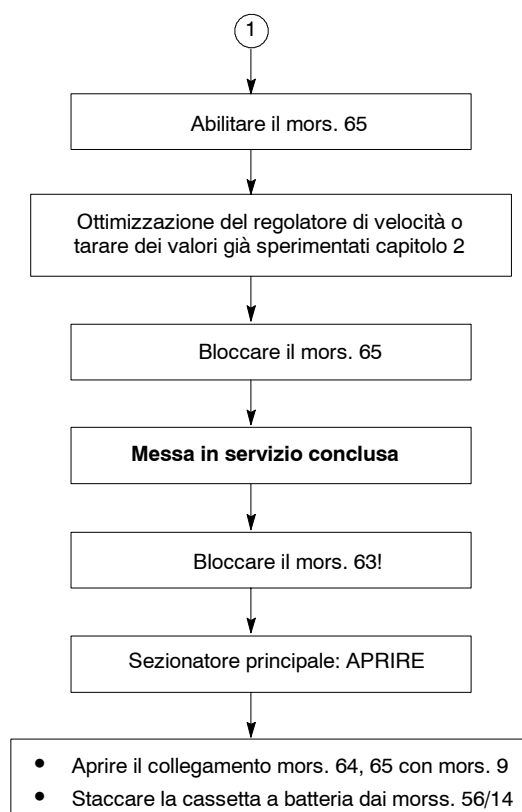 1
Abilitare il mors. 65
Ottimizzazione del regolatore di velocità o
tarare dei valori già sperimentati capitolo 2
Bloccare il mors. 65
Messa in servizio conclusa
Bloccare il mors. 63!
Sezionatore principale: APRIRE
• Aprire il collegamento mors. 64, 65 con mors. 9
• Staccare la cassetta a batteria dai morss. 56/14